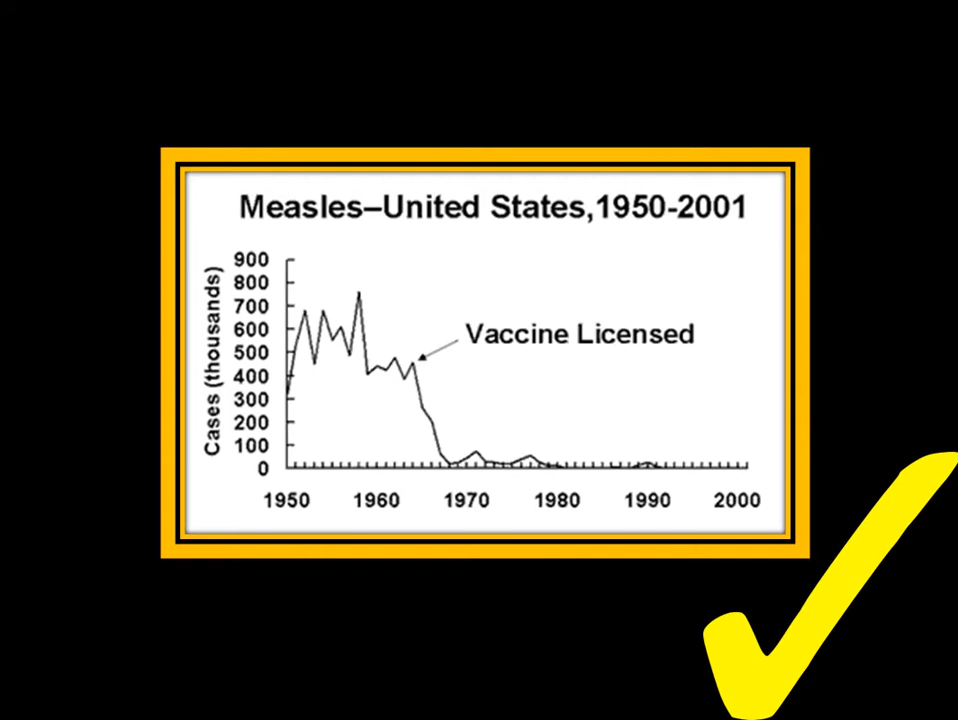 Measles–United States,1950-2001
Cases (thousands)
900
800
700
600
500
400
300
200
100
0
Vaccine Licensed
1950 1960 1970 1980 1990 2000